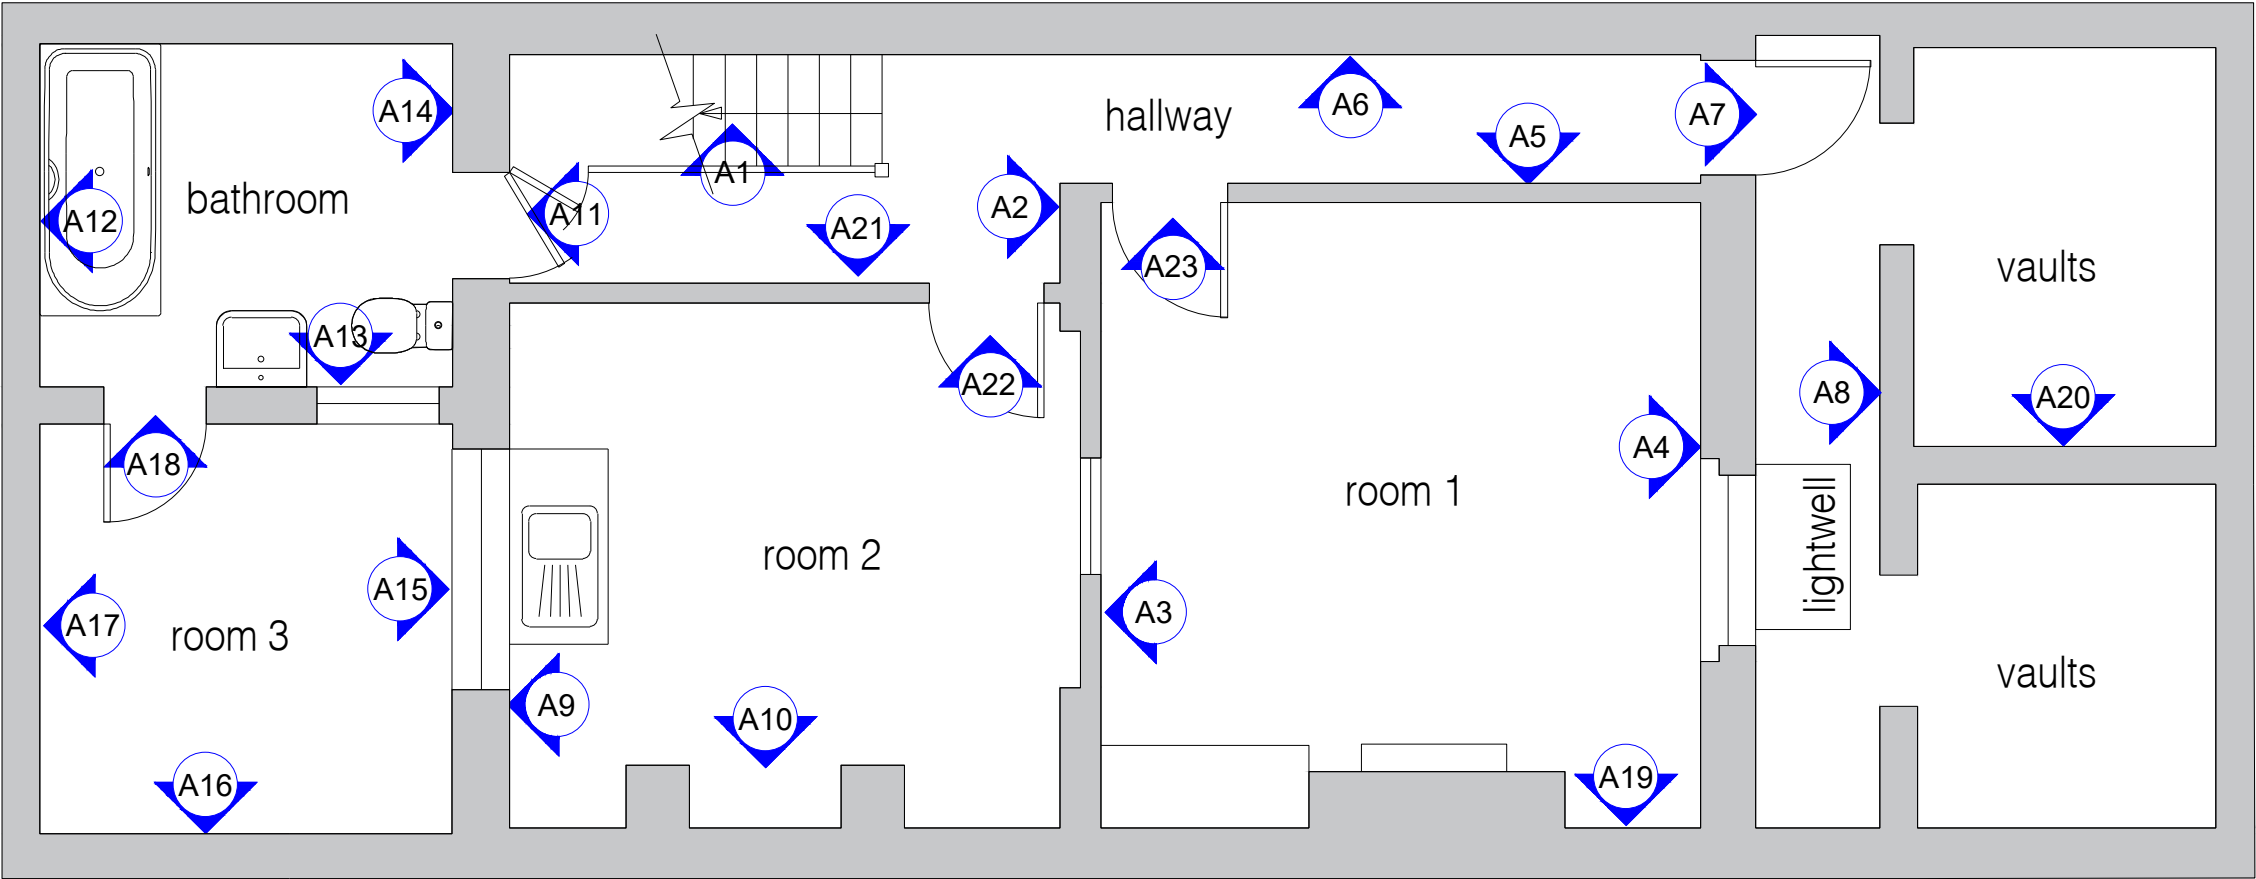 A14
A6
A7
hallway
A5
A1
bathroom
A12
A11
A2
A21
A23
vaults
A13
A22
A8
A20
A4
A18
room 1
lightwell
room 2
A15
A3
A17
room 3
vaults
A9
A10
A16
A19